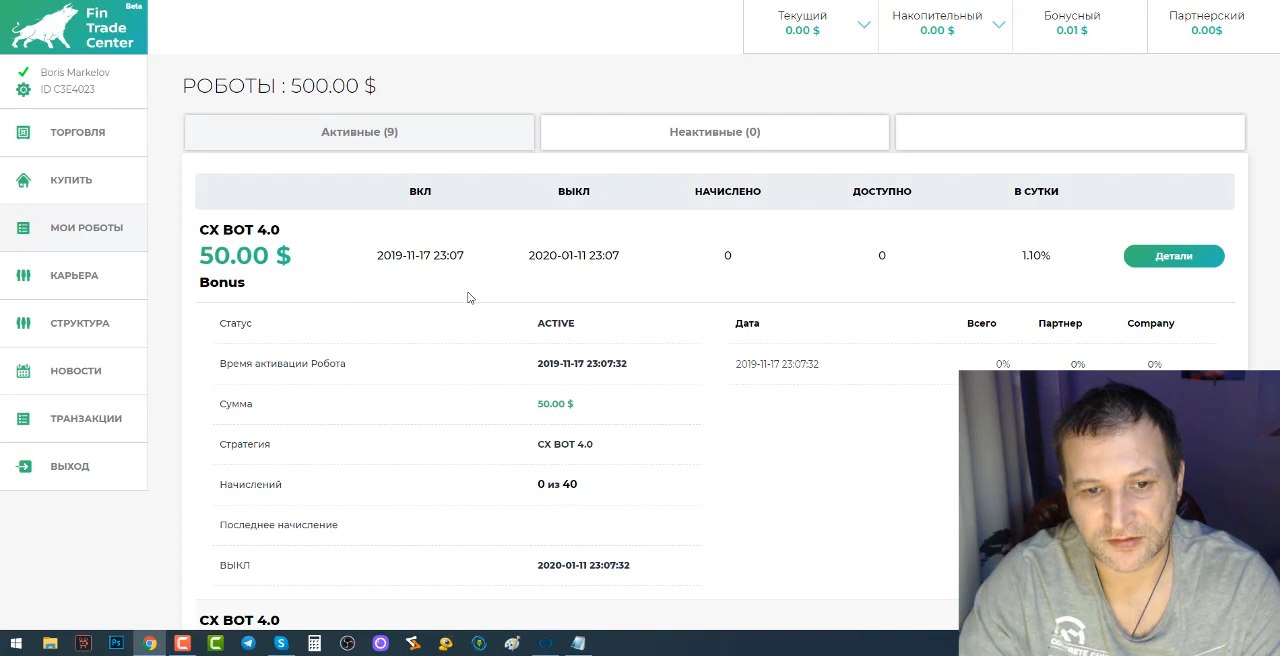 Beta
Fin
Trade
Center
Текущий
0.00 $
Накопительный
0.00 $
Бонусный
0.01 $
Партнерский
0.00$
Boris Markelov
ID C3E4023
ТОРГОВЛЯ
КУПИТЬ
МОИ РОБОТЫ
КАРЬЕРА
СТРУКТУРА
НОВОСТИ
ТРАНЗАКЦИИ
ВЫХОД
РОБОТЫ : 500.00 $
Активные (9)
Неактивные (0)
ВКЛ ВЫКЛ НАЧИСЛЕНО ДОСТУПНО В СУТКИ
CX BOT 4.0
50.00 $ 2019-11-17 23:07 2020-01-11 23:07 0 0 1.10% Детали
Bonus
Статус ACTIVE
Время активации Робота 2019-11-17 23:07:32
Сумма 50.00 $
Стратегия CX BOT 4.0
Начислений 0 из 40
Последнее начисление
ВЫКЛ 2020-01-11 23:07:32
Дата Всего Партнер Company
2019-11-17 23:07:32 0% 0% 0%
CX BOT 4.0